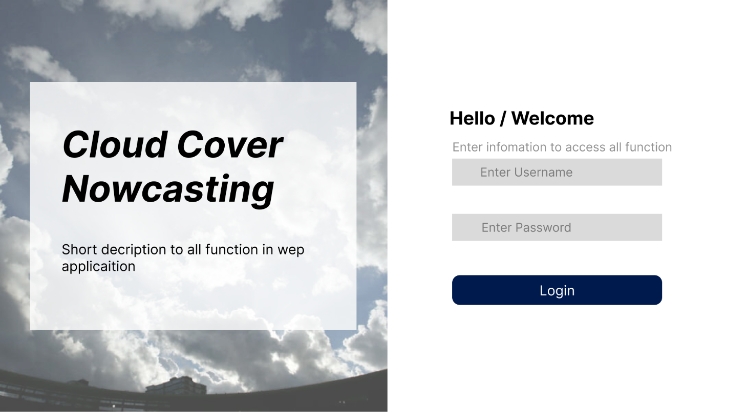 Cloud Cover
Nowcasting
Short decription to all function in wep
applicaition
Hello / Welcome
Enter infomation to access all function
Enter Username
Enter Password
Login